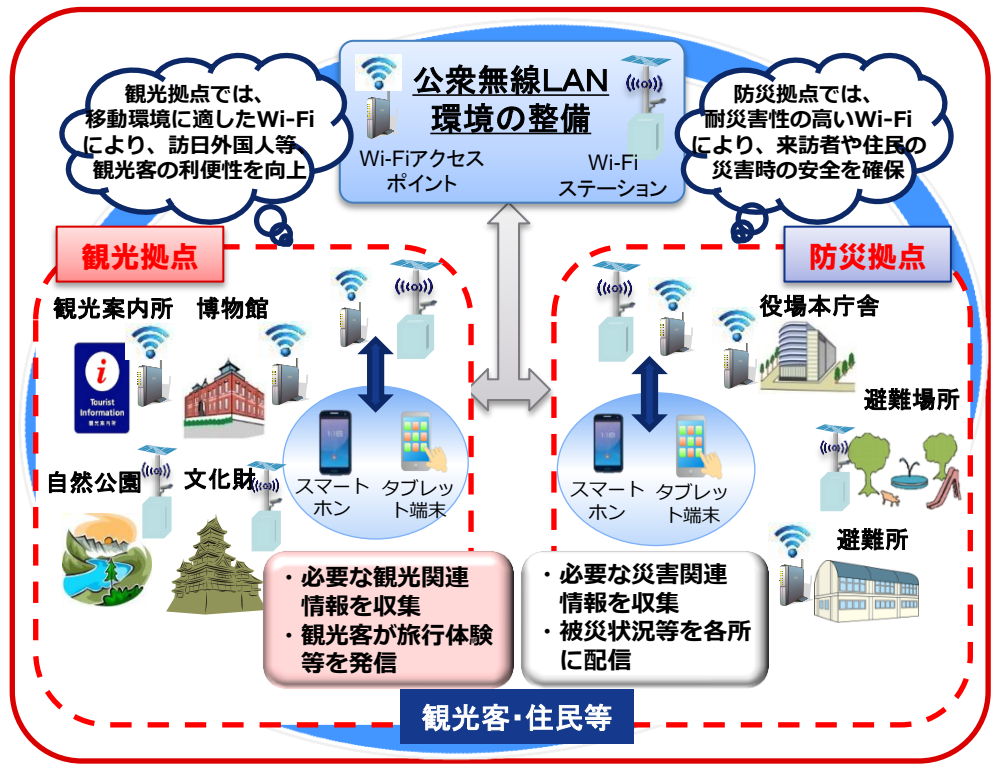 公衆無線LAN
環境の整備
Wi-Fiアクセス
ポイント
Wi-Fi
ステーション
観光拠点では、
移動環境に適したWi-Fi
により、訪日外国人等、
観光客の利便性を向上
防災拠点では、
耐災害性の高いWi-Fi
により、来訪者や住民の
災害時の安全を確保
観光拠点
観光案内所
博物館
i
Tourist
Information
観光案内所
自然公園
文化財
スマート
ホン
タブレッ
ト端末
・必要な観光関連
情報を収集
・観光客が旅行体験
等を発信
防災拠点
役場本庁舎
避難場所
避難所
スマート
ホン
タブレッ
ト端末
・必要な災害関連
情報を収集
・被災状況等を各所
に配信
観光客・住民等